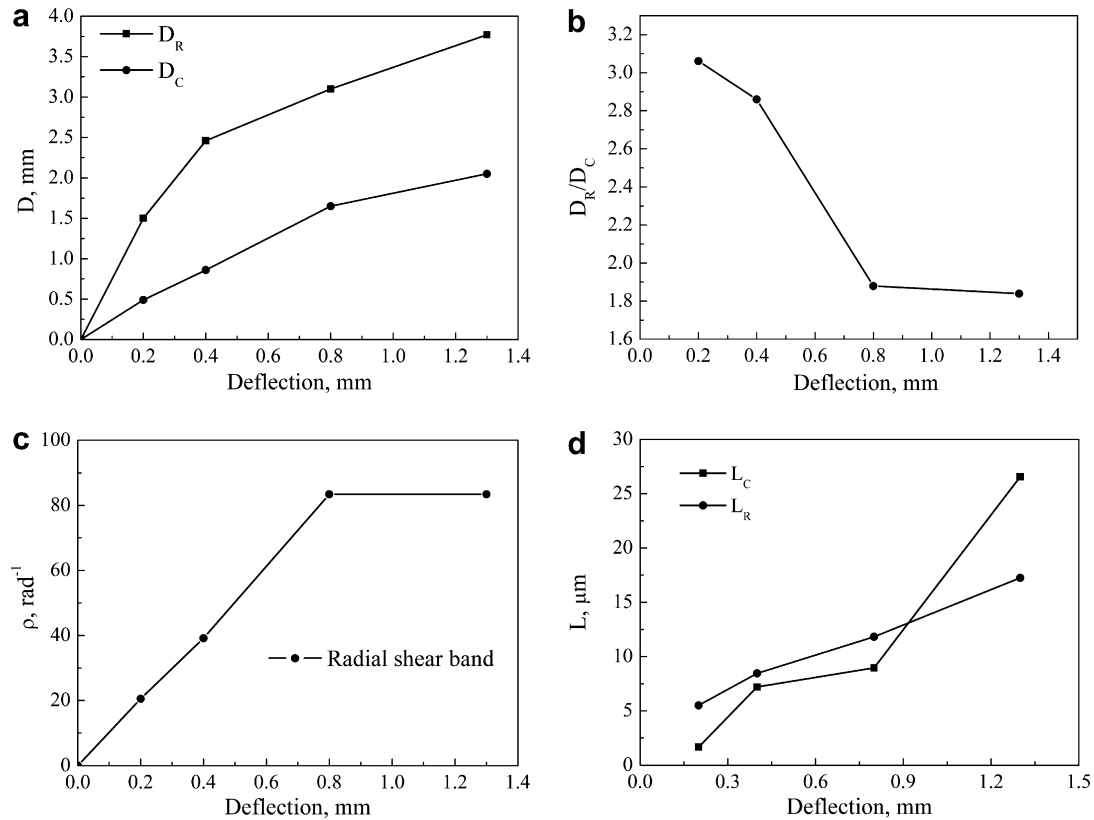 a
4.0
3.5
3.0
2.5
2.0
1.5
1.0
0.5
0.0
D, mm
D_R
D_C
0.0 0.2 0.4 0.6 0.8 1.0 1.2 1.4
Deflection, mm
b
3.2
3.0
2.8
2.6
2.4
2.2
2.0
1.8
1.6
D_R/D_C
0.0 0.2 0.4 0.6 0.8 1.0 1.2 1.4
Deflection, mm
c
100
80
60
40
20
0
ρ, rad⁻¹
Radial shear band
0.0 0.2 0.4 0.6 0.8 1.0 1.2 1.4
Deflection, mm
d
30
25
20
15
10
5
0
L, μm
L_C
L_R
0.0 0.3 0.6 0.9 1.2 1.5
Deflection, mm